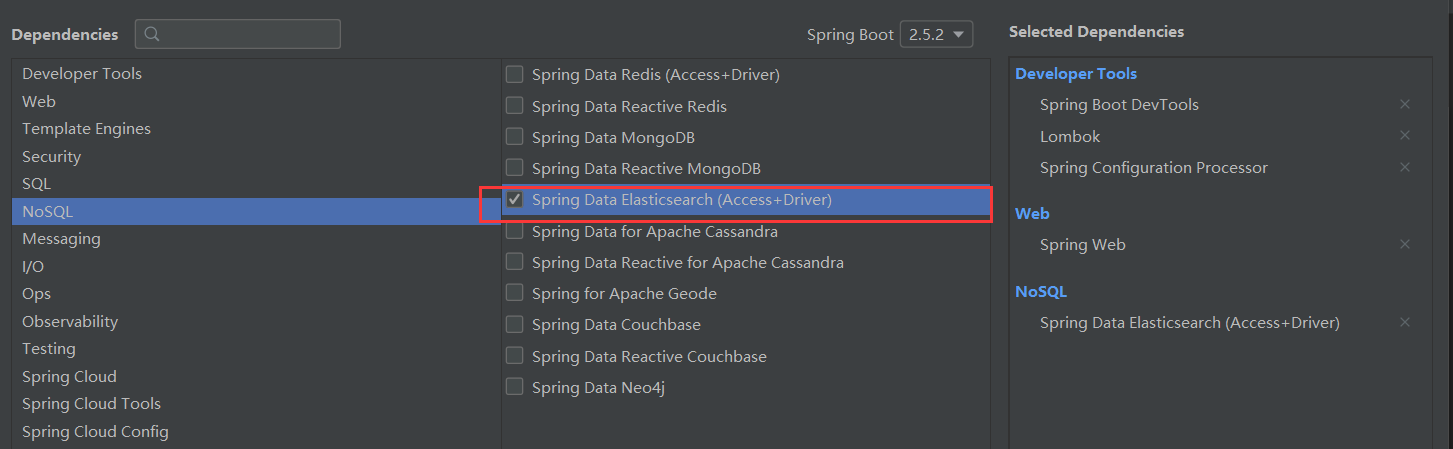 Dependencies
Spring Boot 2.5.2
Developer Tools
Web
Template Engines
Security
SQL
NoSQL
Messaging
I/O
Ops
Observability
Testing
Spring Cloud
Spring Cloud Tools
Spring Cloud Config
Spring Data Redis (Access+Driver)
Spring Data Reactive Redis
Spring Data MongoDB
Spring Data Reactive MongoDB
Spring Data Elasticsearch (Access+Driver)
Spring Data for Apache Cassandra
Spring Data Reactive for Apache Cassandra
Spring for Apache Geode
Spring Data Couchbase
Spring Data Reactive Couchbase
Spring Data Neo4j
Selected Dependencies
Developer Tools
Spring Boot DevTools
Lombok
Spring Configuration Processor
Web
Spring Web
NoSQL
Spring Data Elasticsearch (Access+Driver)